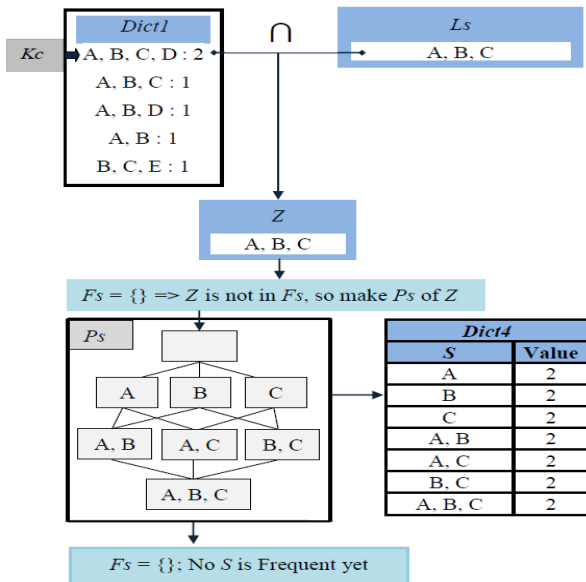 Dict1
Kc
A, B, C, D : 2
A, B, C : 1
A, B, D : 1
A, B : 1
B, C, E : 1
∩
Ls
A, B, C
Z
A, B, C
Fs = {} => Z is not in Fs, so make Ps of Z
Ps
A
B
C
A, B
A, C
B, C
A, B, C
Dict4
S Value
A 2
B 2
C 2
A, B 2
A, C 2
B, C 2
A, B, C 2
Fs = {}; No S is Frequent yet